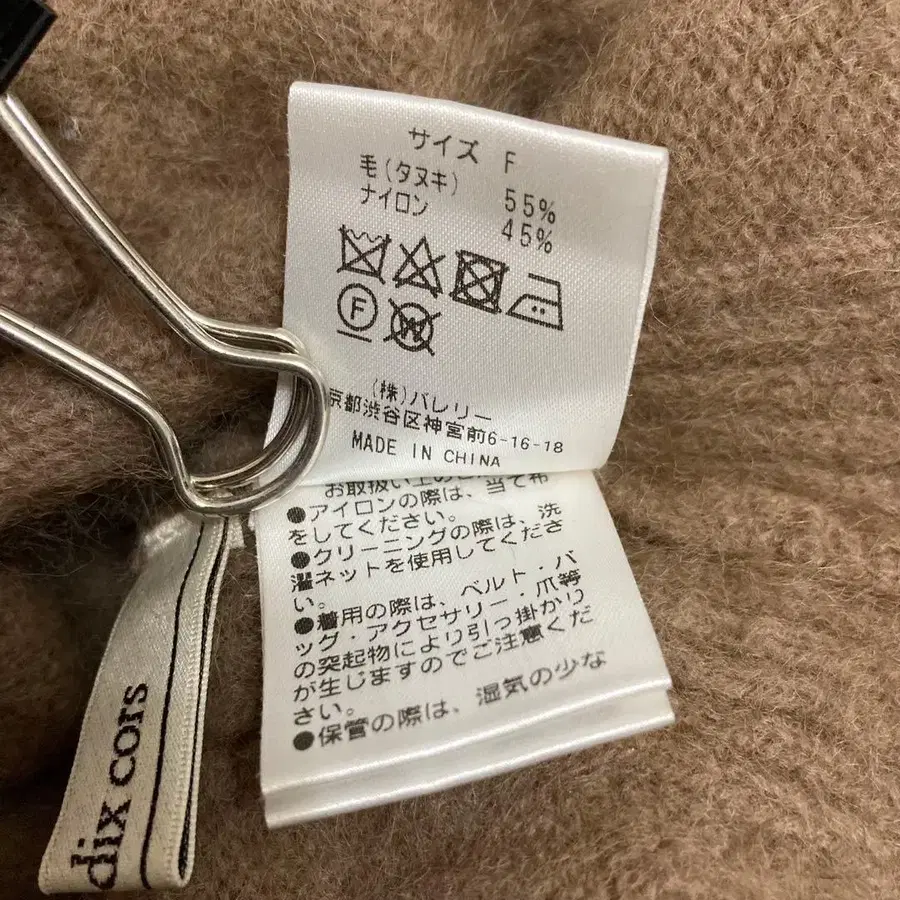 サイズ F
毛(タヌキ) 55%
ナイロン 45%
F
W
(株)バレリー
京都渋谷区神宮前6-16-18
MADE IN CHINA
お取扱い上の
●アイロンの際は、当て布
をしてください。
●クリーニングの際は、洗
濯ネットを使用してくださ
い。
●着用の際は、ベルト・バ
ッグ・アクセサリー・爪等
の突起物により引っ掛かり
が生じますのでご注意くだ
さい。
●保管の際は、湿気の少な
dix cors